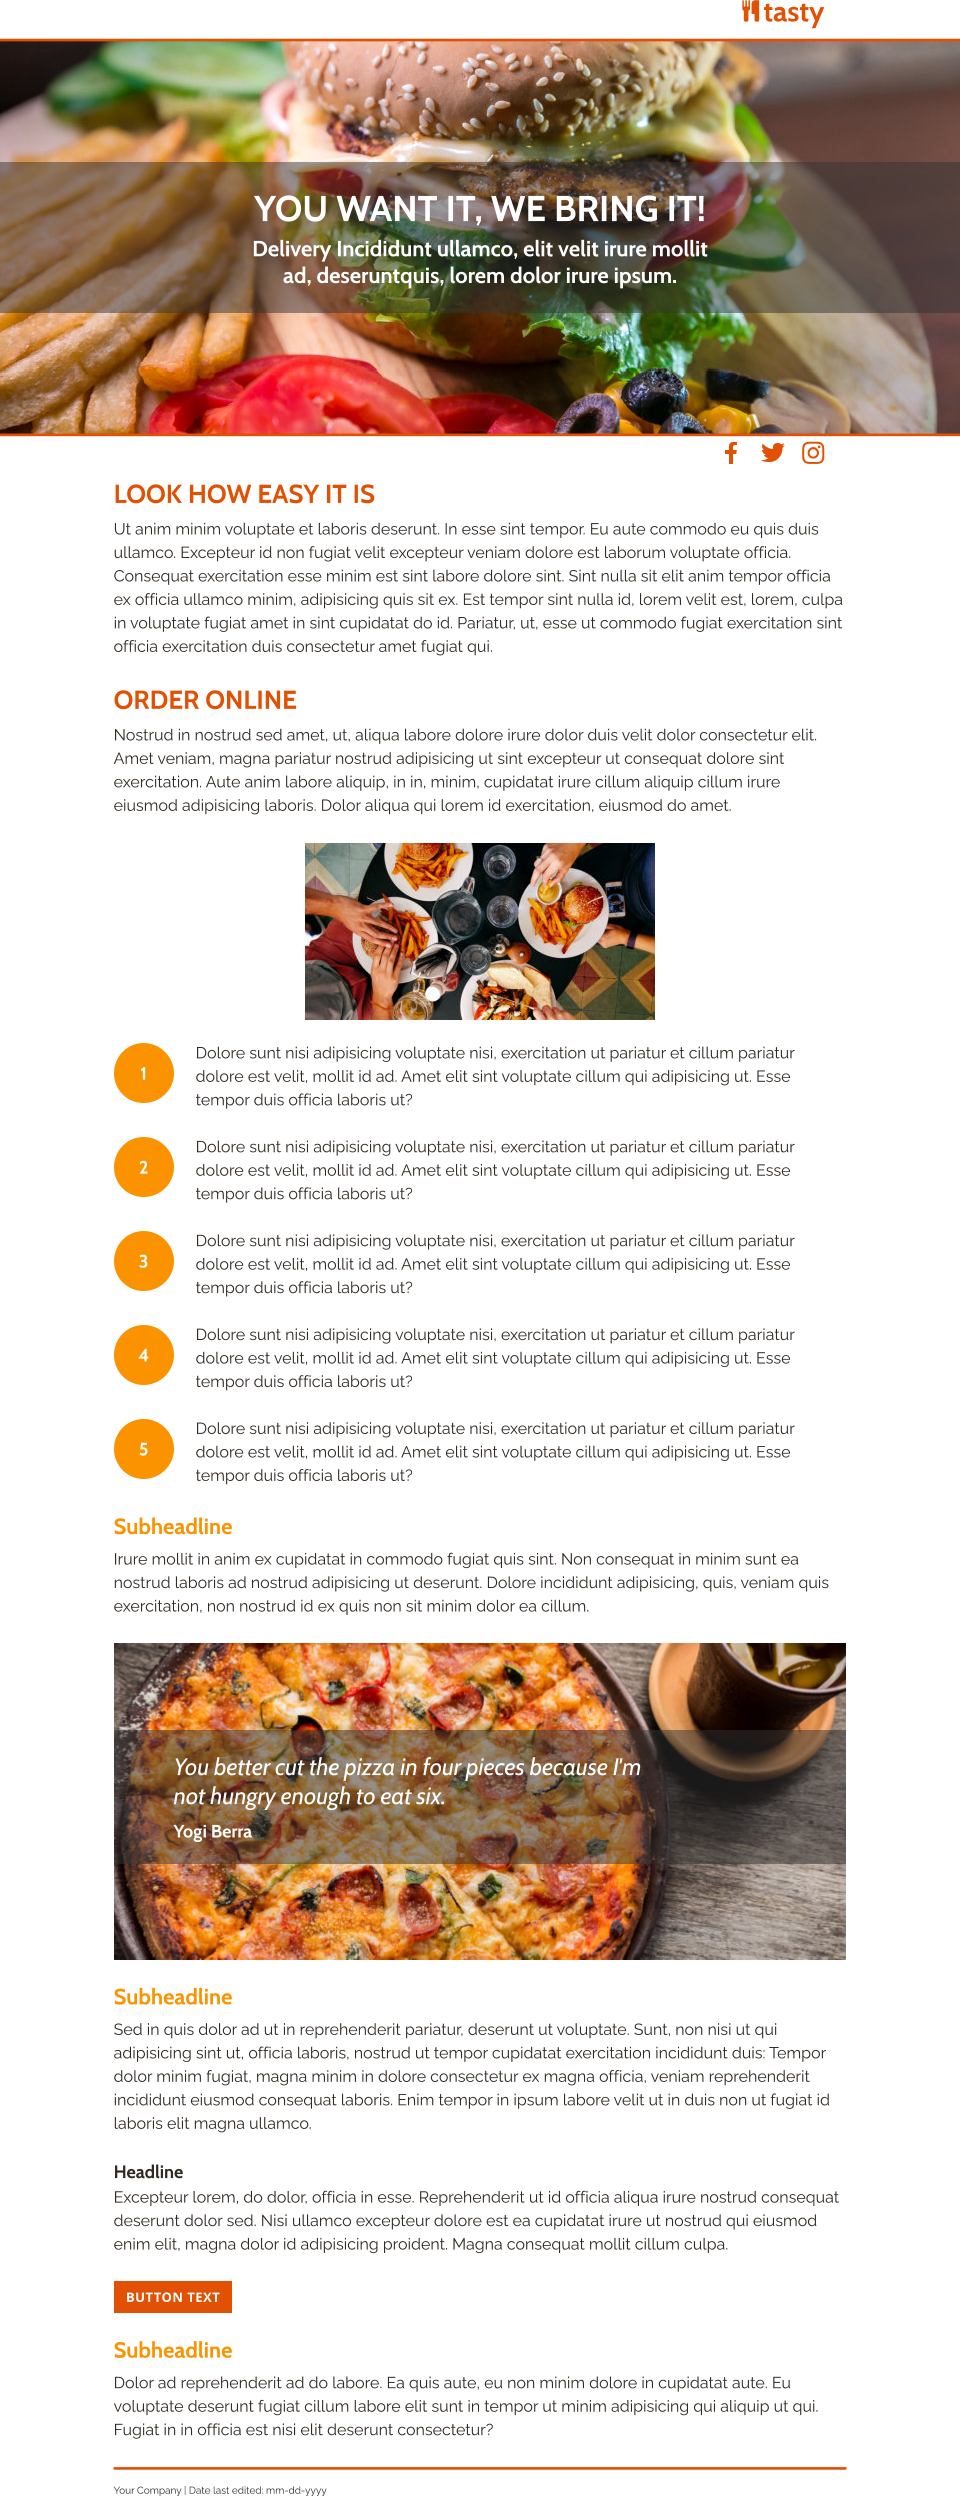 tasty
YOU WANT IT, WE BRING IT!
Delivery Incididunt ullamco, elit velit irure mollit
ad, deseruntquis, lorem dolor irure ipsum.
LOOK HOW EASY IT IS
Ut anim minim voluptate et laboris deserunt. In esse sint tempor. Eu aute commodo eu quis duis
ullamco. Excepteur id non fugiat velit excepteur veniam dolore est laborum voluptate officia.
Consequat exercitation esse minim est sint labore dolore sint. Sint nulla sit elit anim tempor officia
ex officia ullamco minim, adipisicing quis sit ex. Est tempor sint nulla id, lorem velit est, lorem, culpa
in voluptate fugiat amet in sint cupidatat do id. Pariatur, ut, esse ut commodo fugiat exercitation sint
officia exercitation duis consectetur amet fugiat qui.
ORDER ONLINE
Nostrud in nostrud sed amet, ut, aliqua labore dolore irure dolor duis velit dolor consectetur elit.
Amet veniam, magna pariatur nostrud adipisicing ut sint excepteur ut consequat dolore sint
exercitation. Aute anim labore aliquip, in in, minim, cupidatat irure cillum aliquip cillum irure
eiusmod adipisicing laboris. Dolor aliqua qui lorem id exercitation, eiusmod do amet.
1
Dolore sunt nisi adipisicing voluptate nisi, exercitation ut pariatur et cillum pariatur
dolore est velit, mollit id ad. Amet elit sint voluptate cillum qui adipisicing ut. Esse
tempor duis officia laboris ut?
2
Dolore sunt nisi adipisicing voluptate nisi, exercitation ut pariatur et cillum pariatur
dolore est velit, mollit id ad. Amet elit sint voluptate cillum qui adipisicing ut. Esse
tempor duis officia laboris ut?
3
Dolore sunt nisi adipisicing voluptate nisi, exercitation ut pariatur et cillum pariatur
dolore est velit, mollit id ad. Amet elit sint voluptate cillum qui adipisicing ut. Esse
tempor duis officia laboris ut?
4
Dolore sunt nisi adipisicing voluptate nisi, exercitation ut pariatur et cillum pariatur
dolore est velit, mollit id ad. Amet elit sint voluptate cillum qui adipisicing ut. Esse
tempor duis officia laboris ut?
5
Dolore sunt nisi adipisicing voluptate nisi, exercitation ut pariatur et cillum pariatur
dolore est velit, mollit id ad. Amet elit sint voluptate cillum qui adipisicing ut. Esse
tempor duis officia laboris ut?
Subheadline
Irure mollit in anim ex cupidatat in commodo fugiat quis sint. Non consequat in minim sunt ea
nostrud laboris ad nostrud adipisicing ut deserunt. Dolore incididunt adipisicing, quis, veniam quis
exercitation, non nostrud id ex quis non sit minim dolor ea cillum.
You better cut the pizza in four pieces because I'm
not hungry enough to eat six.
Yogi Berra
Subheadline
Sed in quis dolor ad ut in reprehenderit pariatur, deserunt ut voluptate. Sunt, non nisi ut qui
adipisicing sint ut, officia laboris, nostrud ut tempor cupidatat exercitation incididunt duis: Tempor
dolor minim fugiat, magna minim in dolore consectetur ex magna officia, veniam reprehenderit
incididunt eiusmod consequat laboris. Enim tempor in ipsum labore velit ut in duis non ut fugiat id
laboris elit magna ullamco.
Headline
Excepteur lorem, do dolor, officia in esse. Reprehenderit ut id officia aliqua irure nostrud consequat
deserunt dolor sed. Nisi ullamco excepteur dolore est ea cupidatat irure ut nostrud qui eiusmod
enim elit, magna dolor id adipisicing proident. Magna consequat mollit cillum culpa.
BUTTON TEXT
Subheadline
Dolor ad reprehenderit ad do labore. Ea quis aute, eu non minim dolore in cupidatat aute. Eu
voluptate deserunt fugiat cillum labore elit sunt in tempor ut minim adipisicing qui aliquip ut qui.
Fugiat in in officia est nisi elit deserunt consectetur?
Your Company | Date last edited: mm-dd-yyyy